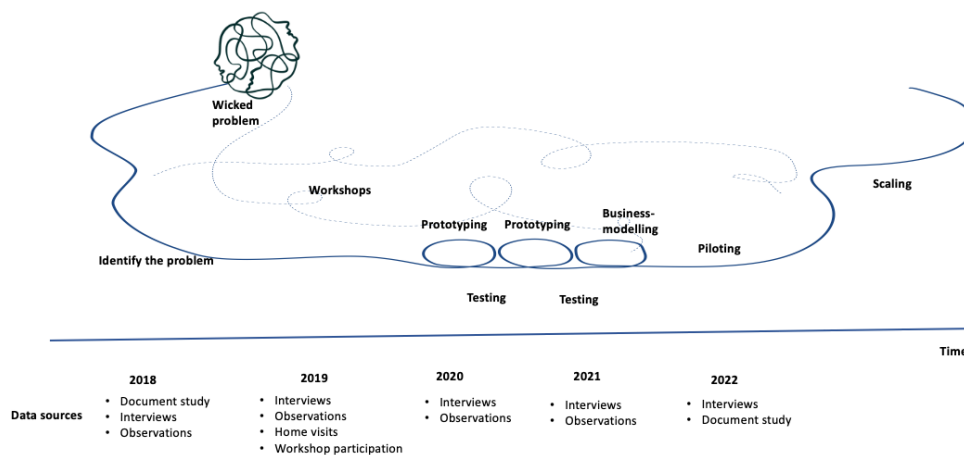 Wicked
problem
Workshops
Scaling
Prototyping
Prototyping
Business-
modelling
Identify the problem
Piloting
Testing
Testing
Time
2018
2019
2020
2021
2022
Data sources
• Document study
• Interviews
• Observations
• Interviews
• Observations
• Home visits
• Workshop participation
• Interviews
• Observations
• Interviews
• Observations
• Interviews
• Document study